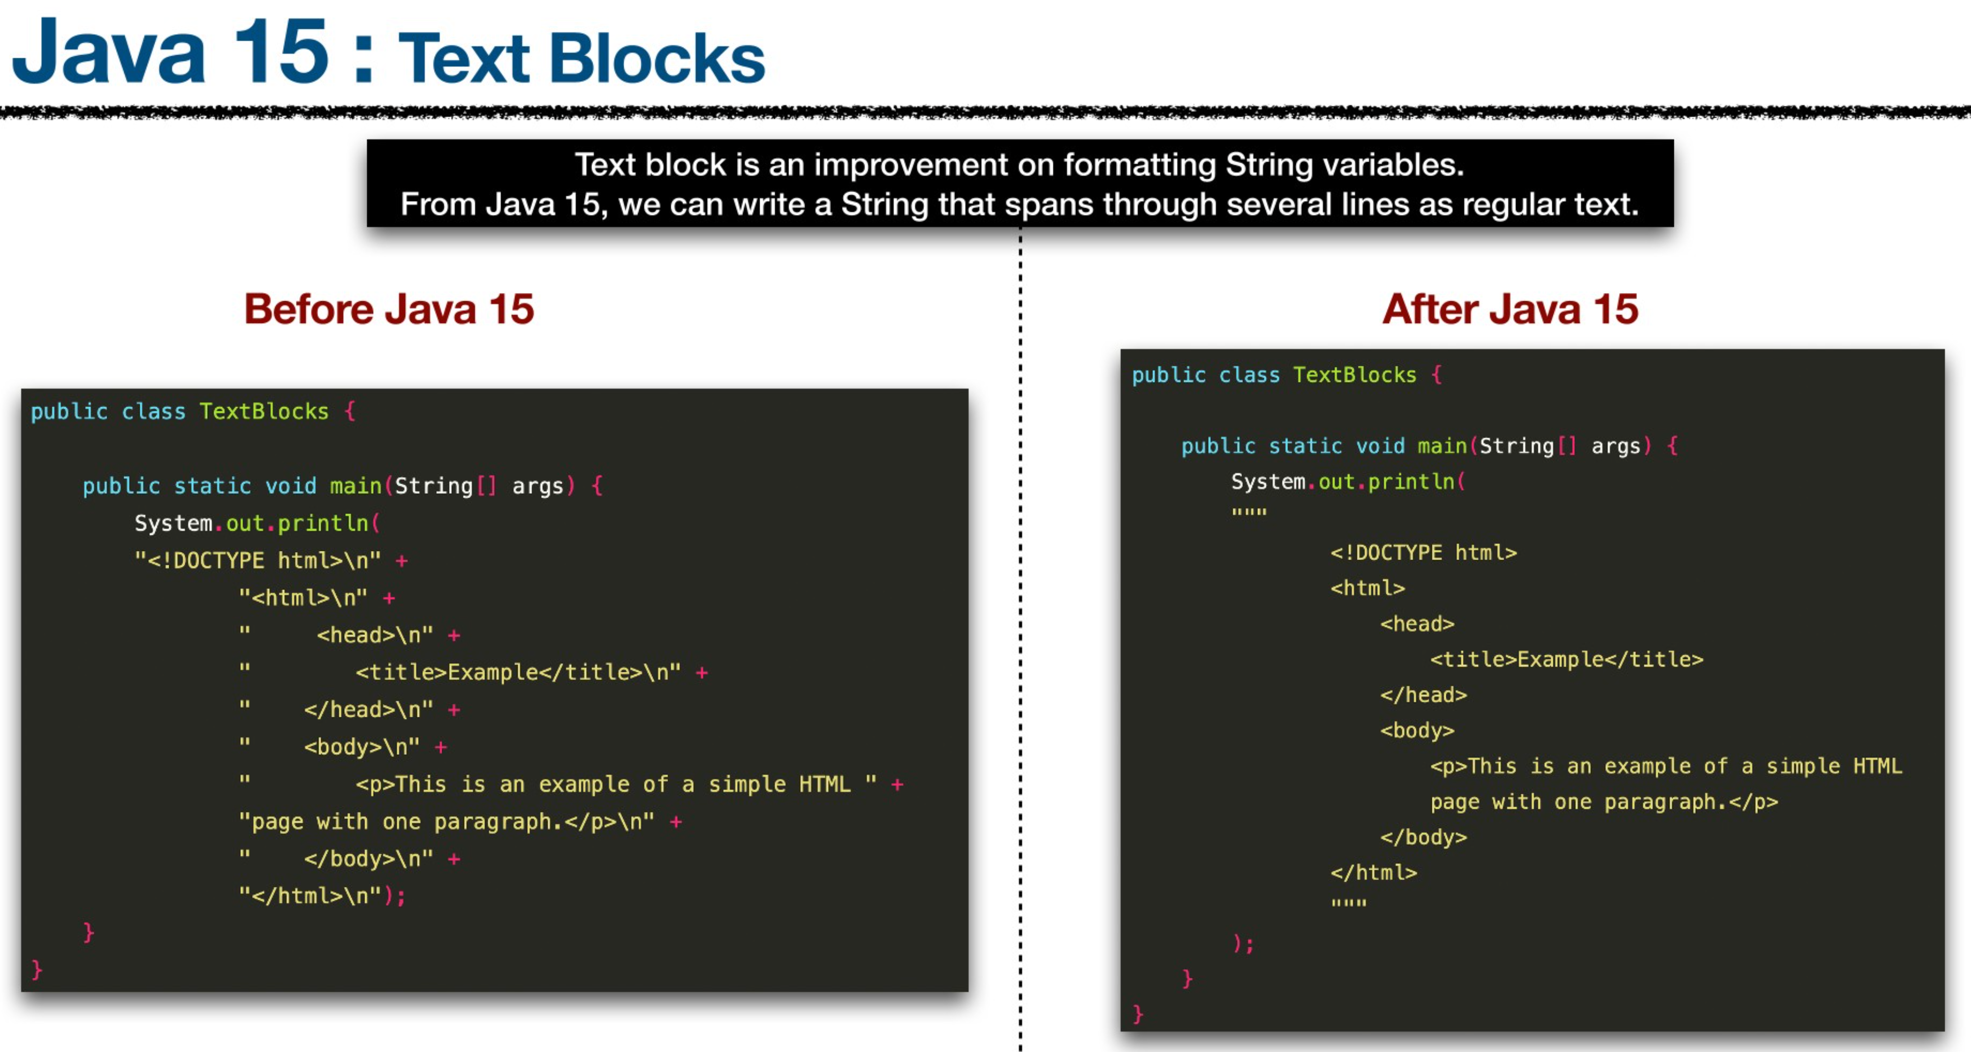 Java 15 : Text Blocks
Text block is an improvement on formatting String variables.
From Java 15, we can write a String that spans through several lines as regular text.
Before Java 15
public class TextBlocks {
    public static void main(String[] args) {
        System.out.println(
        "<!DOCTYPE html>\n" +
                "<html>\n" +
                "     <head>\n" +
                "        <title>Example</title>\n" +
                "    </head>\n" +
                "    <body>\n" +
                "        <p>This is an example of a simple HTML " +
                "page with one paragraph.</p>\n" +
                "    </body>\n" +
                "</html>\n");
    }
}
After Java 15
public class TextBlocks {
    public static void main(String[] args) {
        System.out.println(
        """
                <!DOCTYPE html>
                <html>
                    <head>
                        <title>Example</title>
                    </head>
                    <body>
                        <p>This is an example of a simple HTML
                        page with one paragraph.</p>
                    </body>
                </html>
                """
        );
    }
}